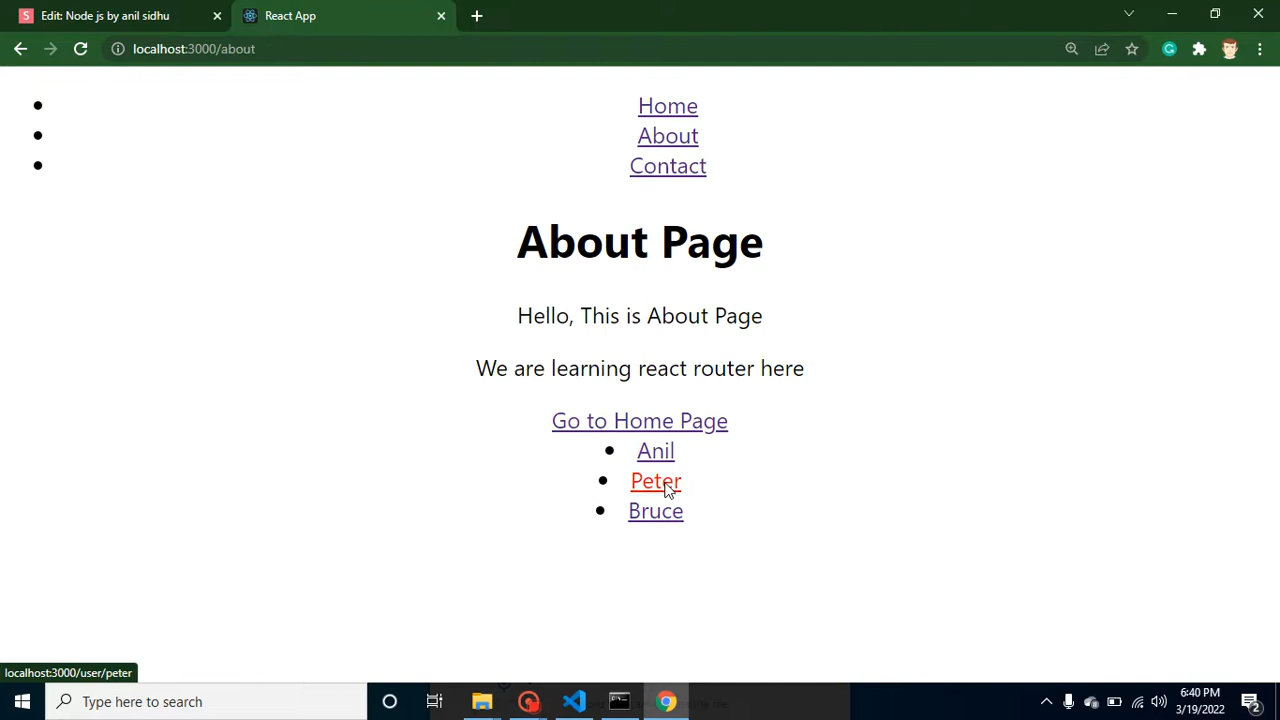 Edit: Node js by anil sidhu
React App
localhost:3000/about
Home
About
Contact
About Page
Hello, This is About Page
We are learning react router here
Go to Home Page
Anil
Peter
Bruce
localhost:3000/user/peter
Type here to search
6:40 PM
3/19/2022
2